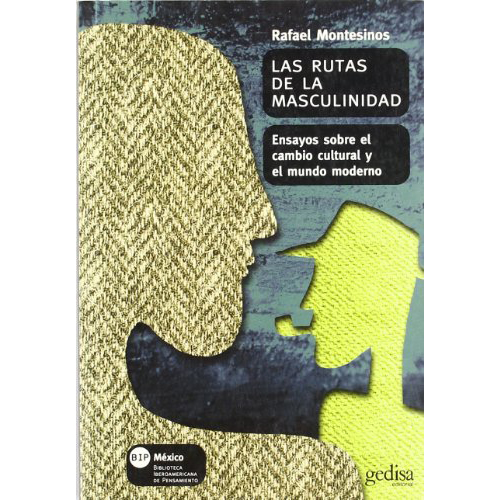 Rafael Montesinos
LAS RUTAS
DE LA
MASCULINIDAD
Ensayos sobre el
cambio cultural y
el mundo moderno
BIP México
BIBLIOTECA
IBEROAMERICANA
DE PENSAMIENTO
gedisa
editorial